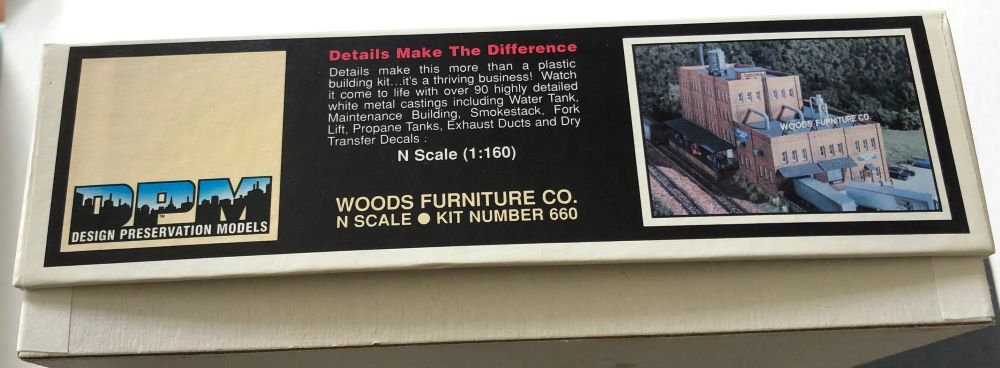 Details Make The Difference
Details make this more than a plastic
building kit...it's a thriving business! Watch
it come to life with over 90 highly detailed
white metal castings including Water Tank,
Maintenance Building, Smokestack, Fork
Lift, Propane Tanks, Exhaust Ducts and Dry
Transfer Decals .
N Scale (1:160)
WOODS FURNITURE CO.
N SCALE ● KIT NUMBER 660
DPM
TM
DESIGN PRESERVATION MODELS
WOODS FURNITURE CO.